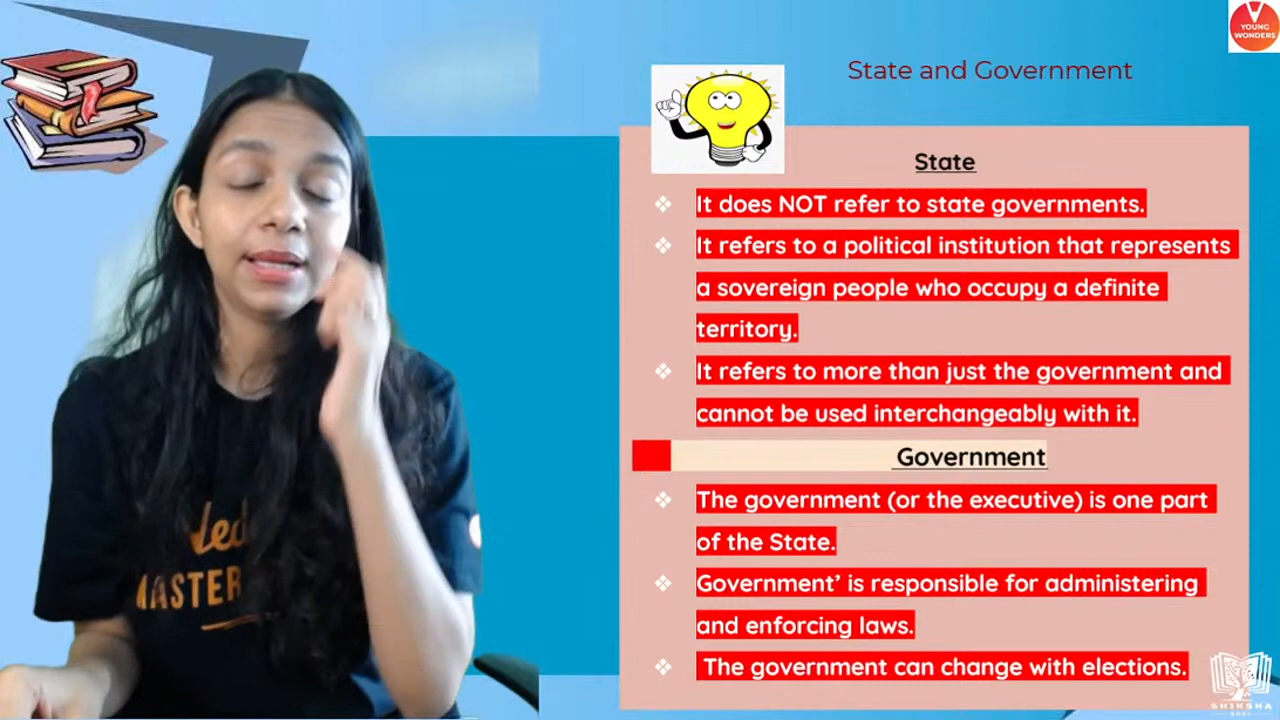 YOUNG
WONDERS
State and Government
State
It does NOT refer to state governments.
It refers to a political institution that represents
a sovereign people who occupy a definite
territory.
It refers to more than just the government and
cannot be used interchangeably with it.
Government
The government (or the executive) is one part
of the State.
Government’ is responsible for administering
and enforcing laws.
The government can change with elections.
MASTER
SHIKSHA